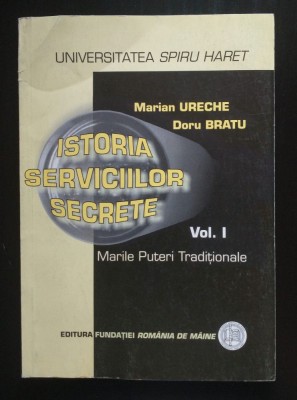 UNIVERSITATEA SPIRU HARET
Marian URECHE
Doru BRATU
ISTORIA
SERVICIILOR
SECRETE
Vol. I
Marile Puteri Tradiționale
EDITURA FUNDAȚIEI ROMÂNIA DE MÂINE